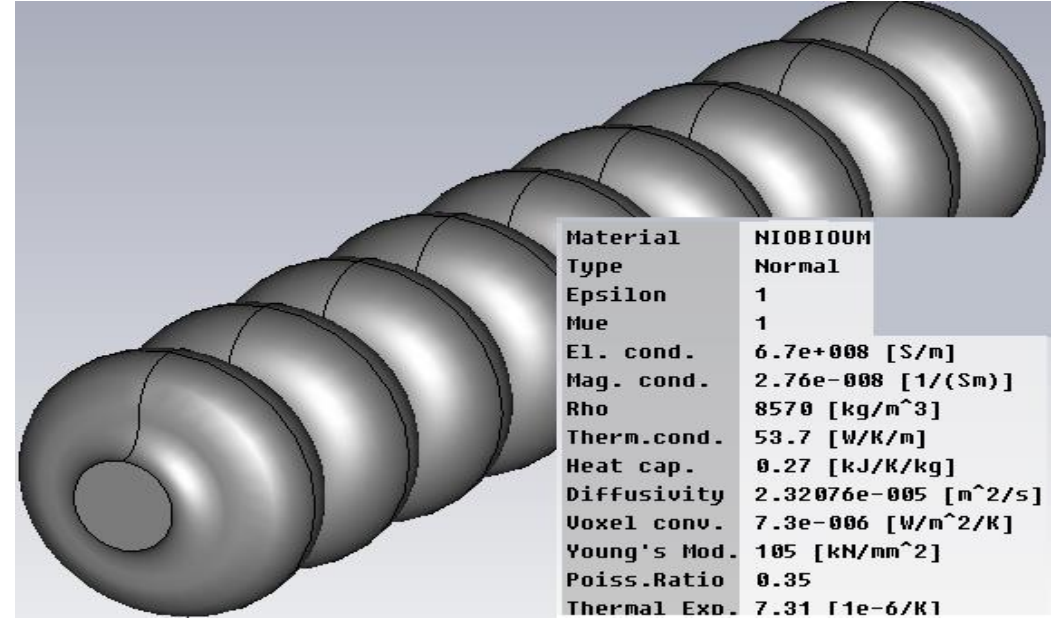 Material NIOBIOUM
Type Normal
Epsilon 1
Mue 1
El. cond. 6.7e+008 [S/m]
Mag. cond. 2.76e-008 [1/(Sm)]
Rho 8570 [kg/m^3]
Therm.cond. 53.7 [W/K/m]
Heat cap. 0.27 [kJ/K/kg]
Diffusivity 2.32076e-005 [m^2/s]
Voxel conv. 7.3e-006 [W/m^2/K]
Young's Mod. 105 [kN/mm^2]
Poiss.Ratio 0.35
Thermal Exp. 7.31 [1e-6/K]